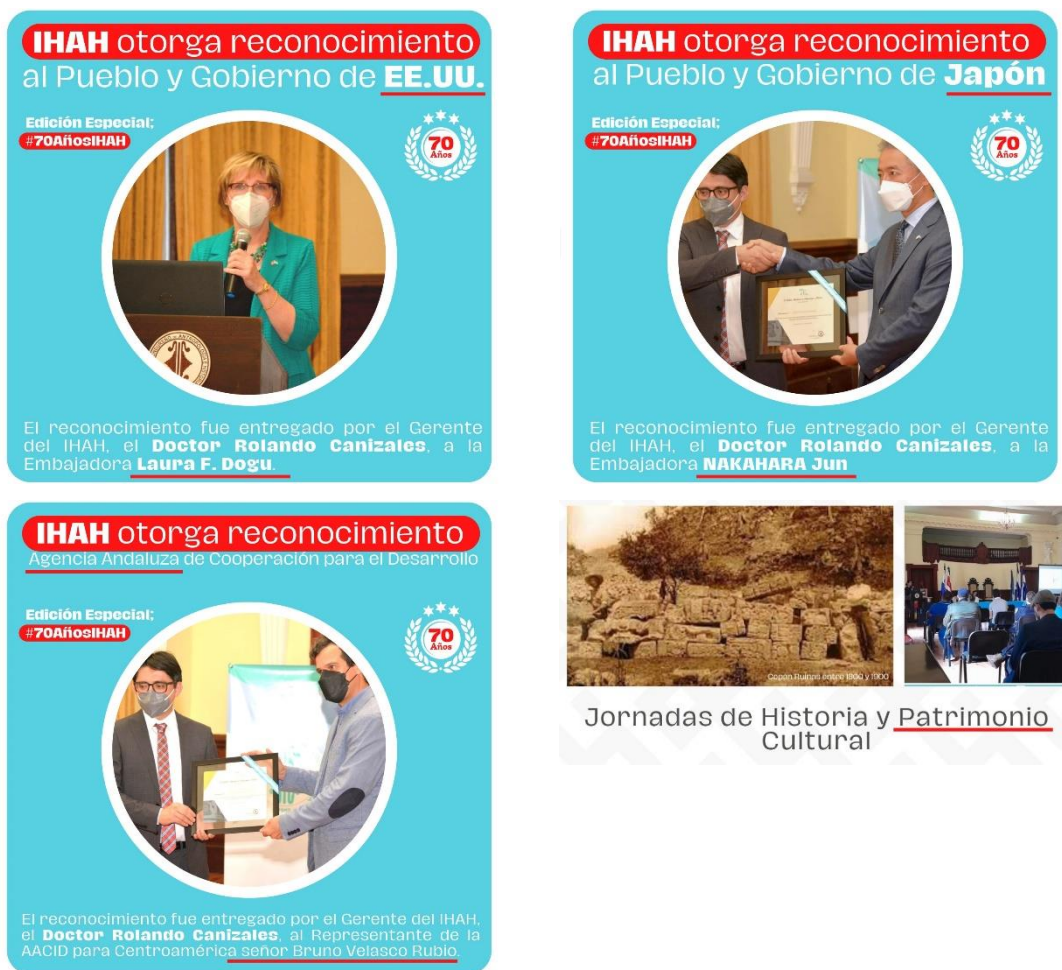 IHAH otorga reconocimiento
al Pueblo y Gobierno de EE.UU.
Edición Especial;
#70AñosIHAH
70
Años
El reconocimiento fue entregado por el Gerente
del IHAH, el Doctor Rolando Canizales, a la
Embajadora Laura F. Dogu.
IHAH otorga reconocimiento
al Pueblo y Gobierno de Japón
Edición Especial;
#70AñosIHAH
70
Años
El reconocimiento fue entregado por el Gerente
del IHAH, el Doctor Rolando Canizales, a la
Embajadora NAKAHARA Jun
IHAH otorga reconocimiento
Agencia Andaluza de Cooperación para el Desarrollo
Edición Especial;
#70AñosIHAH
70
Años
El reconocimiento fue entregado por el Gerente del IHAH,
el Doctor Rolando Canizales, al Representante de la
AACID para Centroamérica señor Bruno Velasco Rubio.
Ruinas entre 1900
Jornadas de Historia y Patrimonio
Cultural